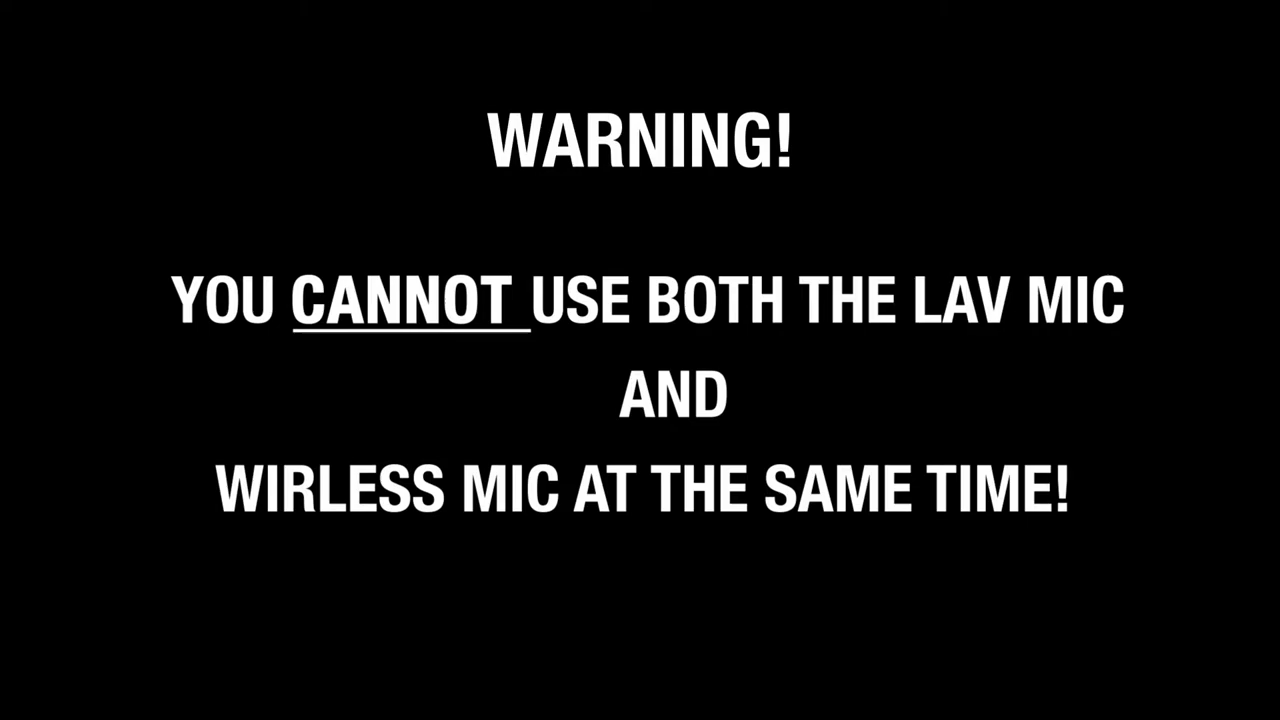 WARNING!
YOU CANNOT USE BOTH THE LAV MIC
AND
WIRLESS MIC AT THE SAME TIME!